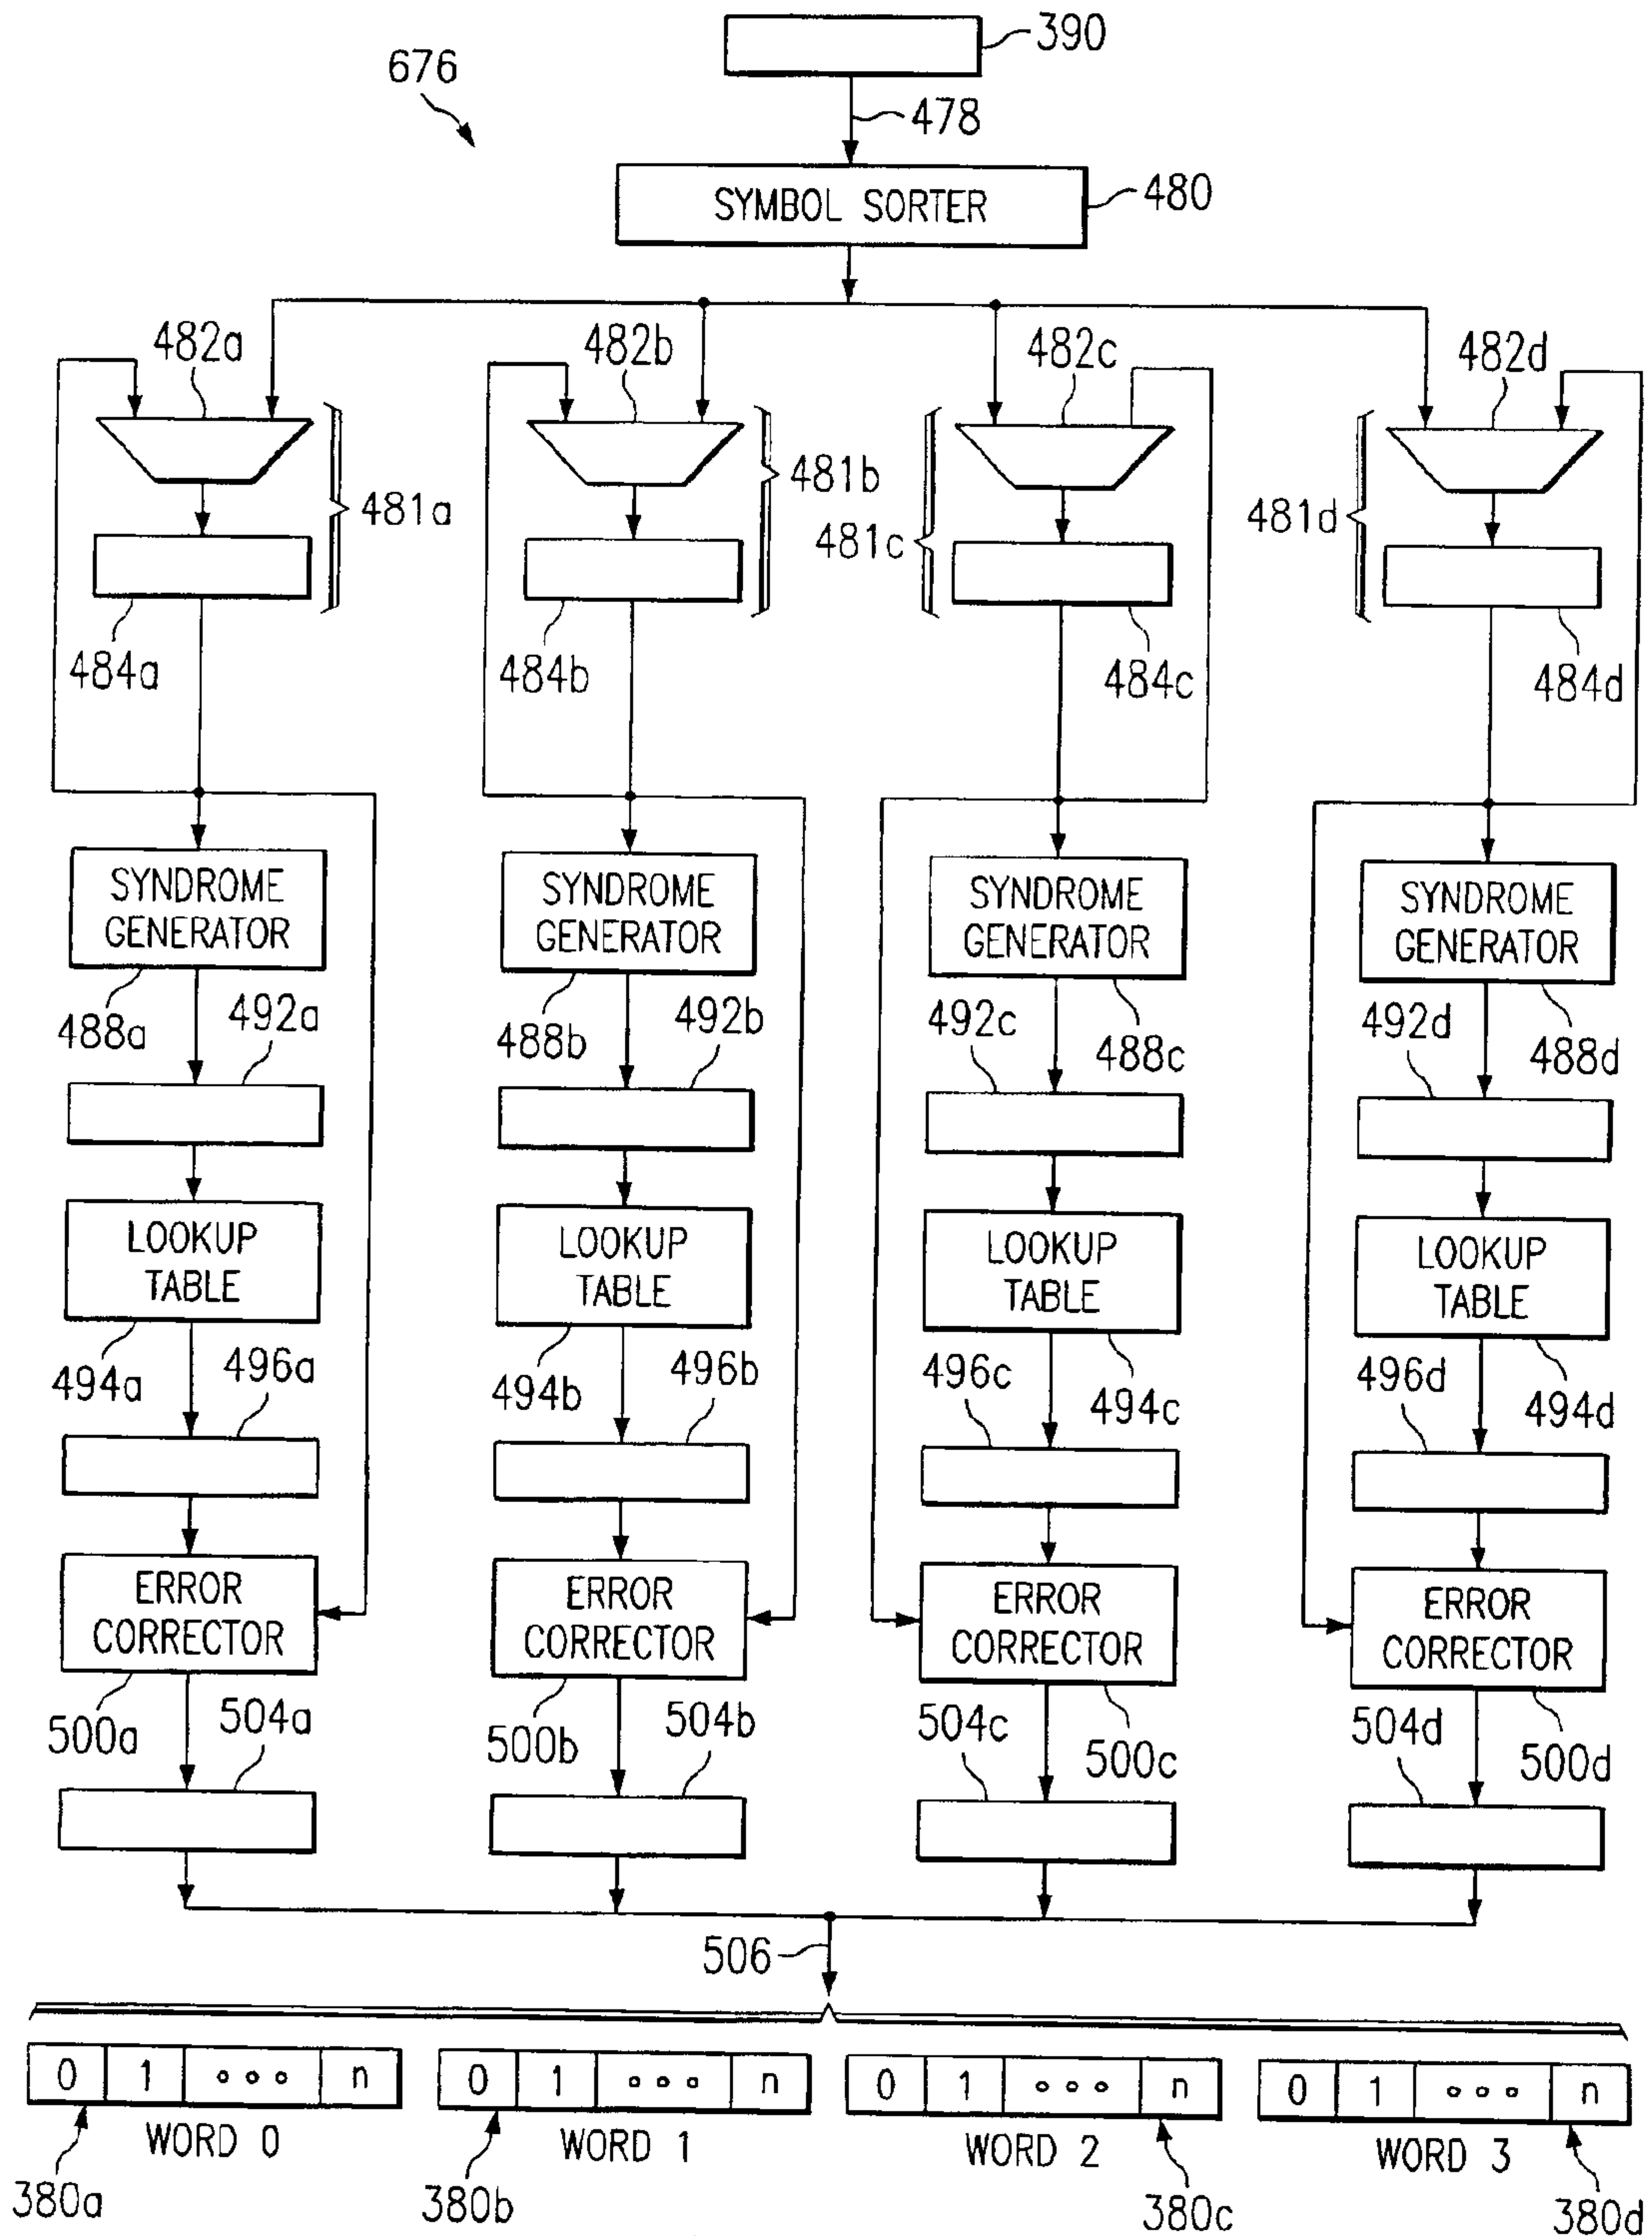 390
676
478
SYMBOL SORTER
480
482a
482b
482c
482d
481a
481b
481c
481d
484a
484b
484c
484d
SYNDROME
GENERATOR
SYNDROME
GENERATOR
SYNDROME
GENERATOR
SYNDROME
GENERATOR
488a
492a
488b
492b
492c
488c
492d
488d
LOOKUP
TABLE
LOOKUP
TABLE
LOOKUP
TABLE
LOOKUP
TABLE
494a
496a
494b
496b
496c
494c
496d
494d
ERROR
CORRECTOR
ERROR
CORRECTOR
ERROR
CORRECTOR
ERROR
CORRECTOR
500a
504a
500b
504b
504c
500c
504d
500d
506
0 1 ∘∘∘ n
0 1 ∘∘∘ n
0 1 ∘∘∘ n
0 1 ∘∘∘ n
WORD 0
WORD 1
WORD 2
WORD 3
380a
380b
380c
380d